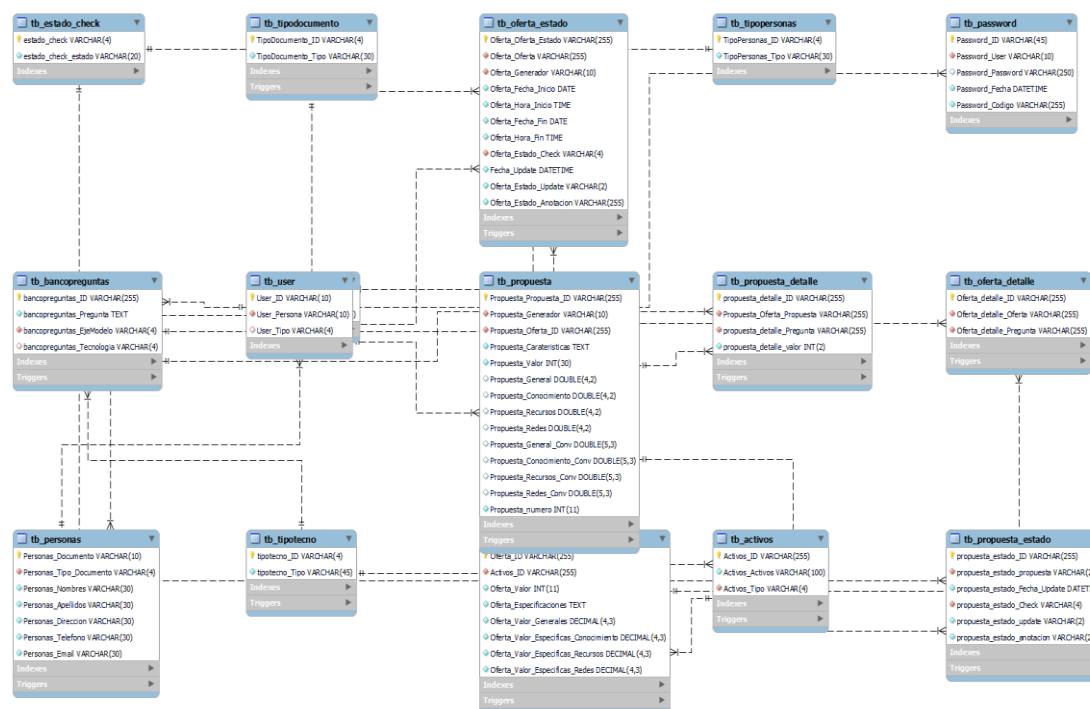 tb_estado_check
estado_check VARCHAR(4)
estado_check_estado VARCHAR(20)
Indexes
tb_tipodocumento
TipoDocumento_ID VARCHAR(4)
TipoDocumento_Tipo VARCHAR(30)
Indexes
Triggers
tb_oferta_estado
Oferta_Oferta_Estado VARCHAR(255)
Oferta_Oferta VARCHAR(255)
Oferta_Generador VARCHAR(10)
Oferta_Fecha_Inicio DATE
Oferta_Hora_Inicio TIME
Oferta_Fecha_Fin DATE
Oferta_Hora_Fin TIME
Oferta_Estado_Check VARCHAR(4)
Fecha_Update DATETIME
Oferta_Estado_Update VARCHAR(2)
Oferta_Estado_Anotacion VARCHAR(255)
Indexes
Triggers
tb_tipopersonas
TipoPersonas_ID VARCHAR(4)
TipoPersonas_Tipo VARCHAR(30)
Indexes
Triggers
tb_password
Password_ID VARCHAR(45)
Password_User VARCHAR(10)
Password_Password VARCHAR(250)
Password_Fecha DATETIME
Password_Codigo VARCHAR(255)
Indexes
tb_bancopreguntas
bancopreguntas_ID VARCHAR(255)
bancopreguntas_Pregunta TEXT
bancopreguntas_EjeModelo VARCHAR(4)
bancopreguntas_Tecnologia VARCHAR(4)
Indexes
Triggers
tb_user
User_ID VARCHAR(10)
User_Persona VARCHAR(10)
User_Tipo VARCHAR(4)
Indexes
tb_propuesta
Propuesta_Propuesta_ID VARCHAR(255)
Propuesta_Generador VARCHAR(10)
Propuesta_Oferta_ID VARCHAR(255)
Propuesta_Carateristicas TEXT
Propuesta_Valor INT(30)
Propuesta_General DOUBLE(4,2)
Propuesta_Conocimiento DOUBLE(4,2)
Propuesta_Recursos DOUBLE(4,2)
Propuesta_Redes DOUBLE(4,2)
Propuesta_General_Conv DOUBLE(5,3)
Propuesta_Conocimiento_Conv DOUBLE(5,3)
Propuesta_Recursos_Conv DOUBLE(5,3)
Propuesta_Redes_Conv DOUBLE(5,3)
Propuesta_numero INT(11)
Indexes
Triggers
tb_propuesta_detalle
propuesta_detalle_ID VARCHAR(255)
Propuesta_Oferta_Propuesta VARCHAR(255)
propuesta_detalle_Pregunta VARCHAR(255)
propuesta_detalle_valor INT(2)
Indexes
Triggers
tb_oferta_detalle
Oferta_detalle_ID VARCHAR(255)
Oferta_detalle_Oferta VARCHAR(255)
Oferta_detalle_Pregunta VARCHAR(255)
Indexes
Triggers
tb_personas
Personas_Documento VARCHAR(10)
Personas_Tipo_Documento VARCHAR(4)
Personas_Nombres VARCHAR(30)
Personas_Apellidos VARCHAR(30)
Personas_Direccion VARCHAR(30)
Personas_Telefono VARCHAR(30)
Personas_Email VARCHAR(30)
Indexes
Triggers
tb_tipotecno
tipotecno_ID VARCHAR(4)
tipotecno_Tipo VARCHAR(45)
Indexes
Triggers
Oferta_ID VARCHAR(255)
Activos_ID VARCHAR(255)
Oferta_Valor INT(11)
Oferta_Especificaciones TEXT
Oferta_Valor_Generales DECIMAL(4,3)
Oferta_Valor_Especificas_Conocimiento DECIMAL(4,3)
Oferta_Valor_Especificas_Recursos DECIMAL(4,3)
Oferta_Valor_Especificas_Redes DECIMAL(4,3)
Indexes
Triggers
tb_activos
Activos_ID VARCHAR(255)
Activos_Activos VARCHAR(100)
Activos_Tipo VARCHAR(4)
Indexes
Triggers
tb_propuesta_estado
propuesta_estado_ID VARCHAR(255)
propuesta_estado_propuesta VARCHAR(2
propuesta_estado_Fecha_Update DATET
propuesta_estado_Check VARCHAR(4)
propuesta_estado_update VARCHAR(2)
propuesta_estado_anotacion VARCHAR(2
Indexes
Triggers